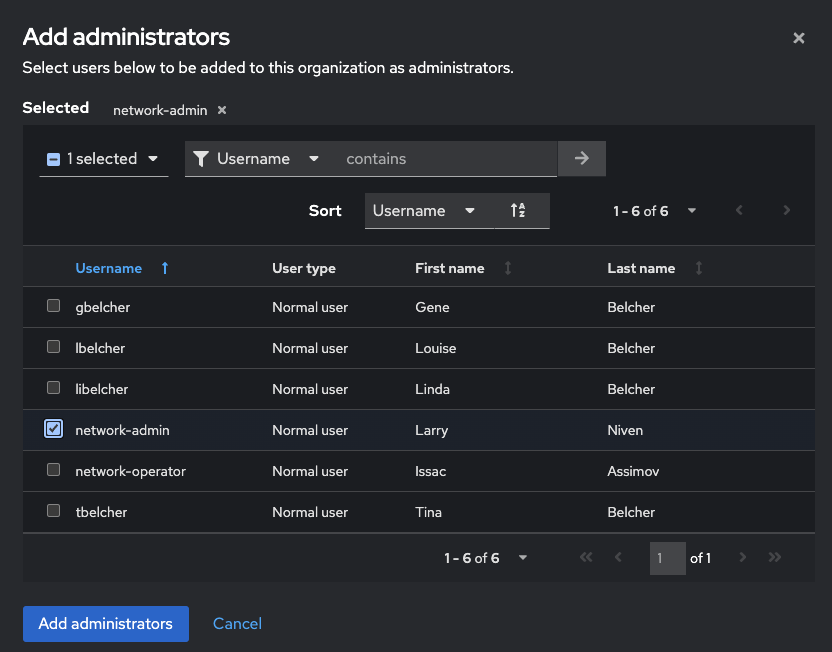 Add administrators
Select users below to be added to this organization as administrators.
Selected network-admin
1 selected Username contains
Sort Username 1 - 6 of 6
Username User type First name Last name
gbelcher Normal user Gene Belcher
lbelcher Normal user Louise Belcher
libelcher Normal user Linda Belcher
network-admin Normal user Larry Niven
network-operator Normal user Issac Assimov
tbelcher Normal user Tina Belcher
1 - 6 of 6 1 of 1
Add administrators Cancel